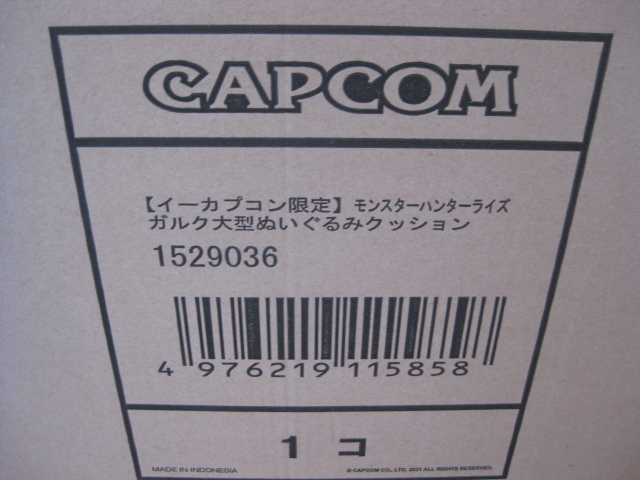 CAPCOM
【イーカプコン限定】モンスターハンターライズ
ガルク大型ぬいぐるみクッション
1529036
4 976219 115858
1 コ
MADE IN INDONESIA
© CAPCOM CO., LTD. 2021 ALL RIGHTS RESERVED.